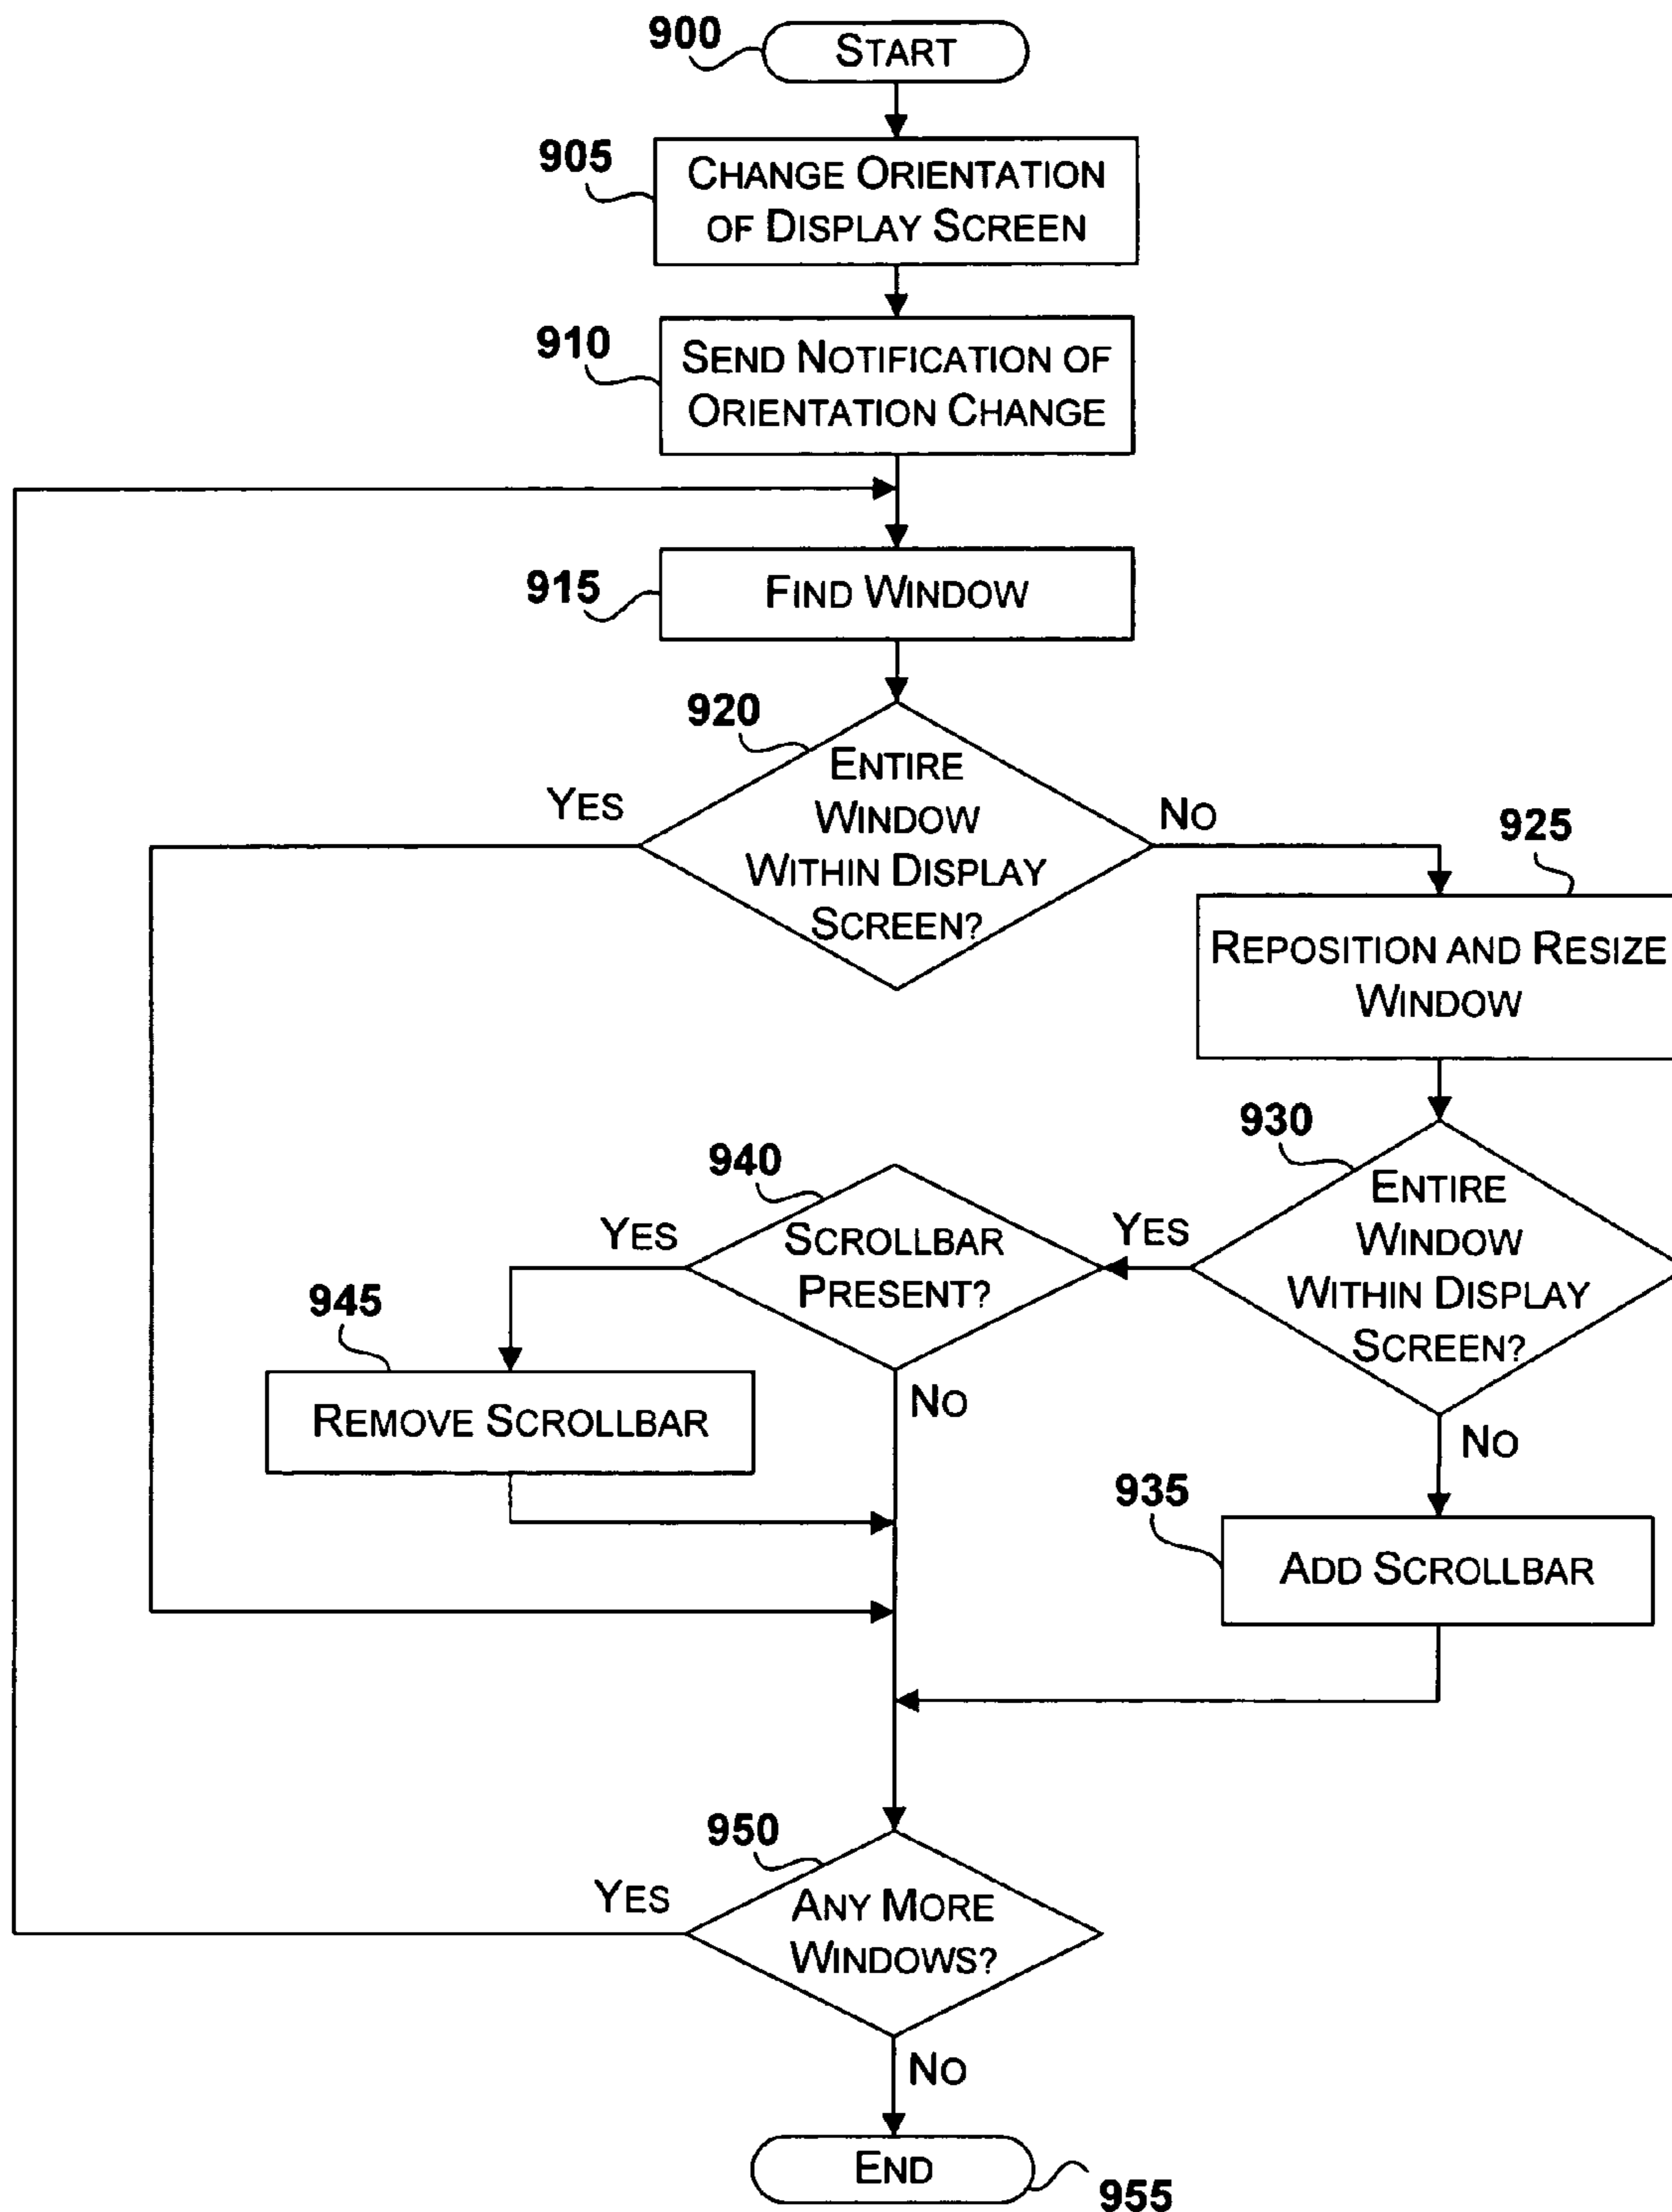 900
START
905
CHANGE ORIENTATION
OF DISPLAY SCREEN
910
SEND NOTIFICATION OF
ORIENTATION CHANGE
915
FIND WINDOW
920
ENTIRE
WINDOW
WITHIN DISPLAY
SCREEN?
YES
NO
925
REPOSITION AND RESIZE
WINDOW
930
ENTIRE
WINDOW
WITHIN DISPLAY
SCREEN?
YES
NO
940
SCROLLBAR
PRESENT?
YES
NO
945
REMOVE SCROLLBAR
935
ADD SCROLLBAR
950
ANY MORE
WINDOWS?
YES
NO
END
955